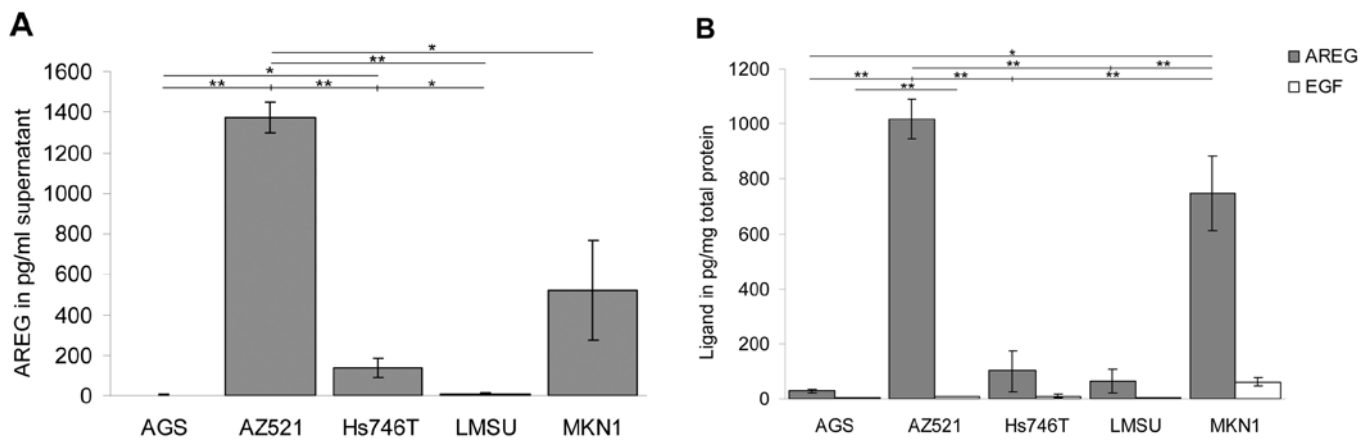 A
*
**
*
** ** *
1600
1400
1200
1000
800
600
400
200
0
AREG in pg/ml supernatant
AGS AZ521 Hs746T LMSU MKN1
B
*
** **
** ** **
**
1200
1000
800
600
400
200
0
Ligand in pg/mg total protein
AGS AZ521 Hs746T LMSU MKN1
AREG
EGF